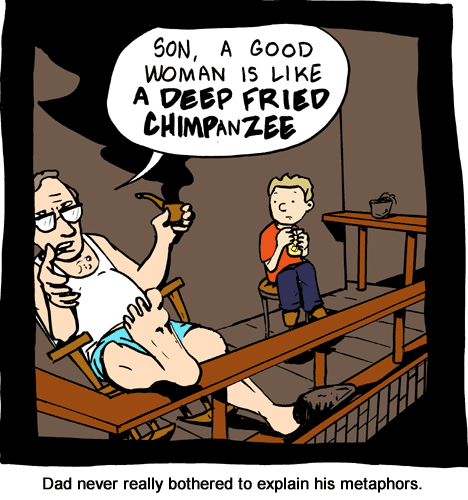 SON, A GOOD
WOMAN IS LIKE
A DEEP FRIED
CHIMPANZEE
Dad never really bothered to explain his metaphors.